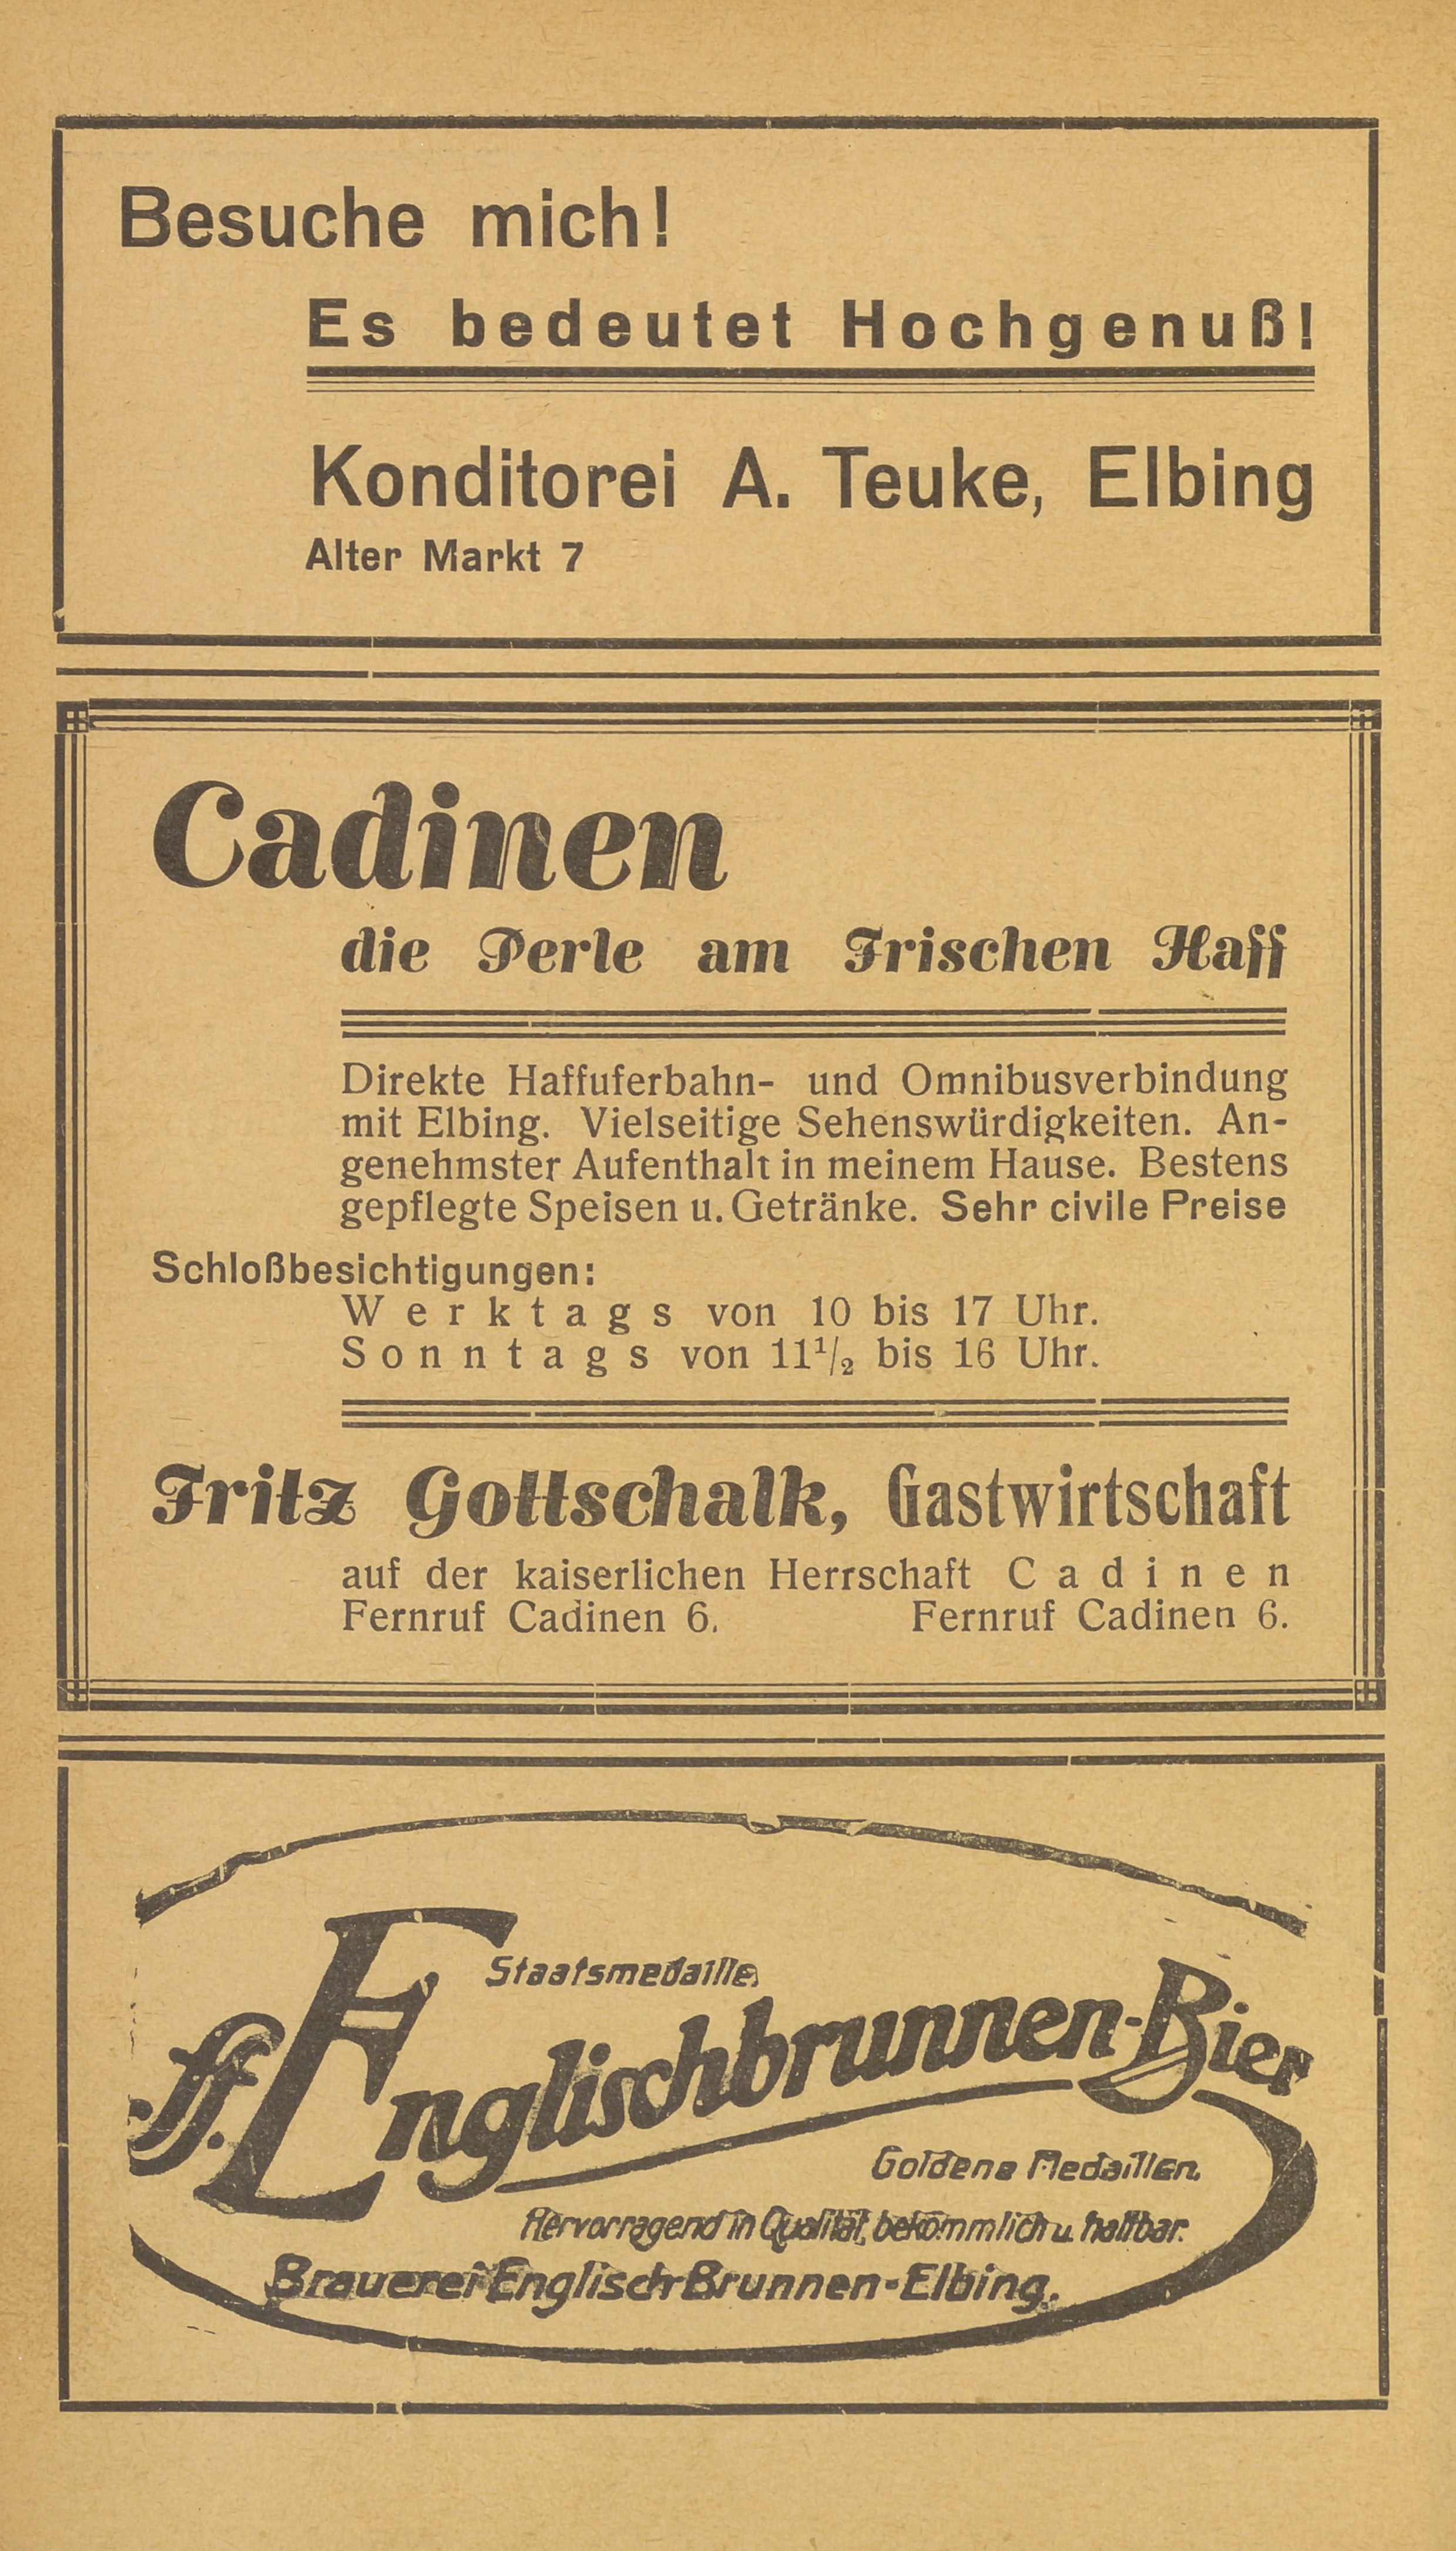 Besuche mich!
Es bedeutet Hochgenuß!
Konditorei A. Teuke, Elbing
Alter Markt 7
Cadinen
die Perle am Frischen Haff
Direkte Haffuferbahn- und Omnibusverbindung
mit Elbing. Vielseitige Sehenswürdigkeiten. An-
genehmster Aufenthalt in meinem Hause. Bestens
gepflegte Speisen u. Getränke. Sehr civile Preise
Schloßbesichtigungen:
Werktags von 10 bis 17 Uhr.
Sonntags von 11½ bis 16 Uhr.
Fritz Gottschalk, Gastwirtschaft
auf der kaiserlichen Herrschaft Cadinen
Fernruf Cadinen 6. Fernruf Cadinen 6.
Staatsmedaille
ff. Englischbrunnen-Bier
Goldene Medaillen.
Hervorragend in Qualität, bekömmlich u. haltbar.
Brauerei Englisch Brunnen-Elbing.